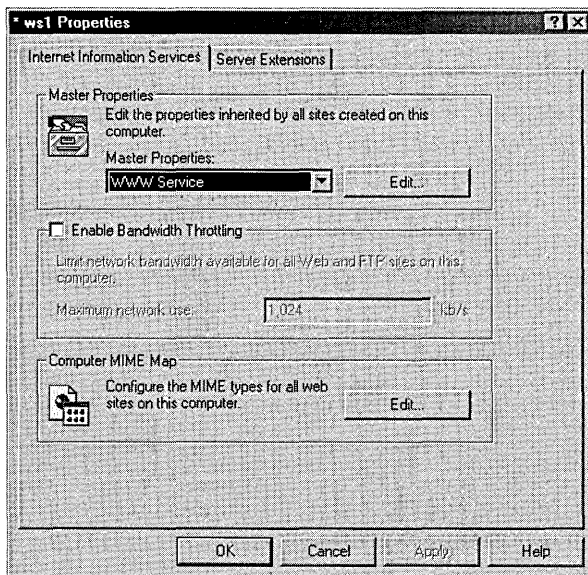 * ws1 Properties
Internet Information Services
Server Extensions
Master Properties
Edit the properties inherited by all sites created on this
computer.
Master Properties:
WWW Service
Edit...
Enable Bandwidth Throttling
Limit network bandwidth available for all Web and FTP sites on this
computer.
Maximum network use:
1,024
kb/s
Computer MIME Map
Configure the MIME types for all web
sites on this computer.
Edit...
OK
Cancel
Apply
Help